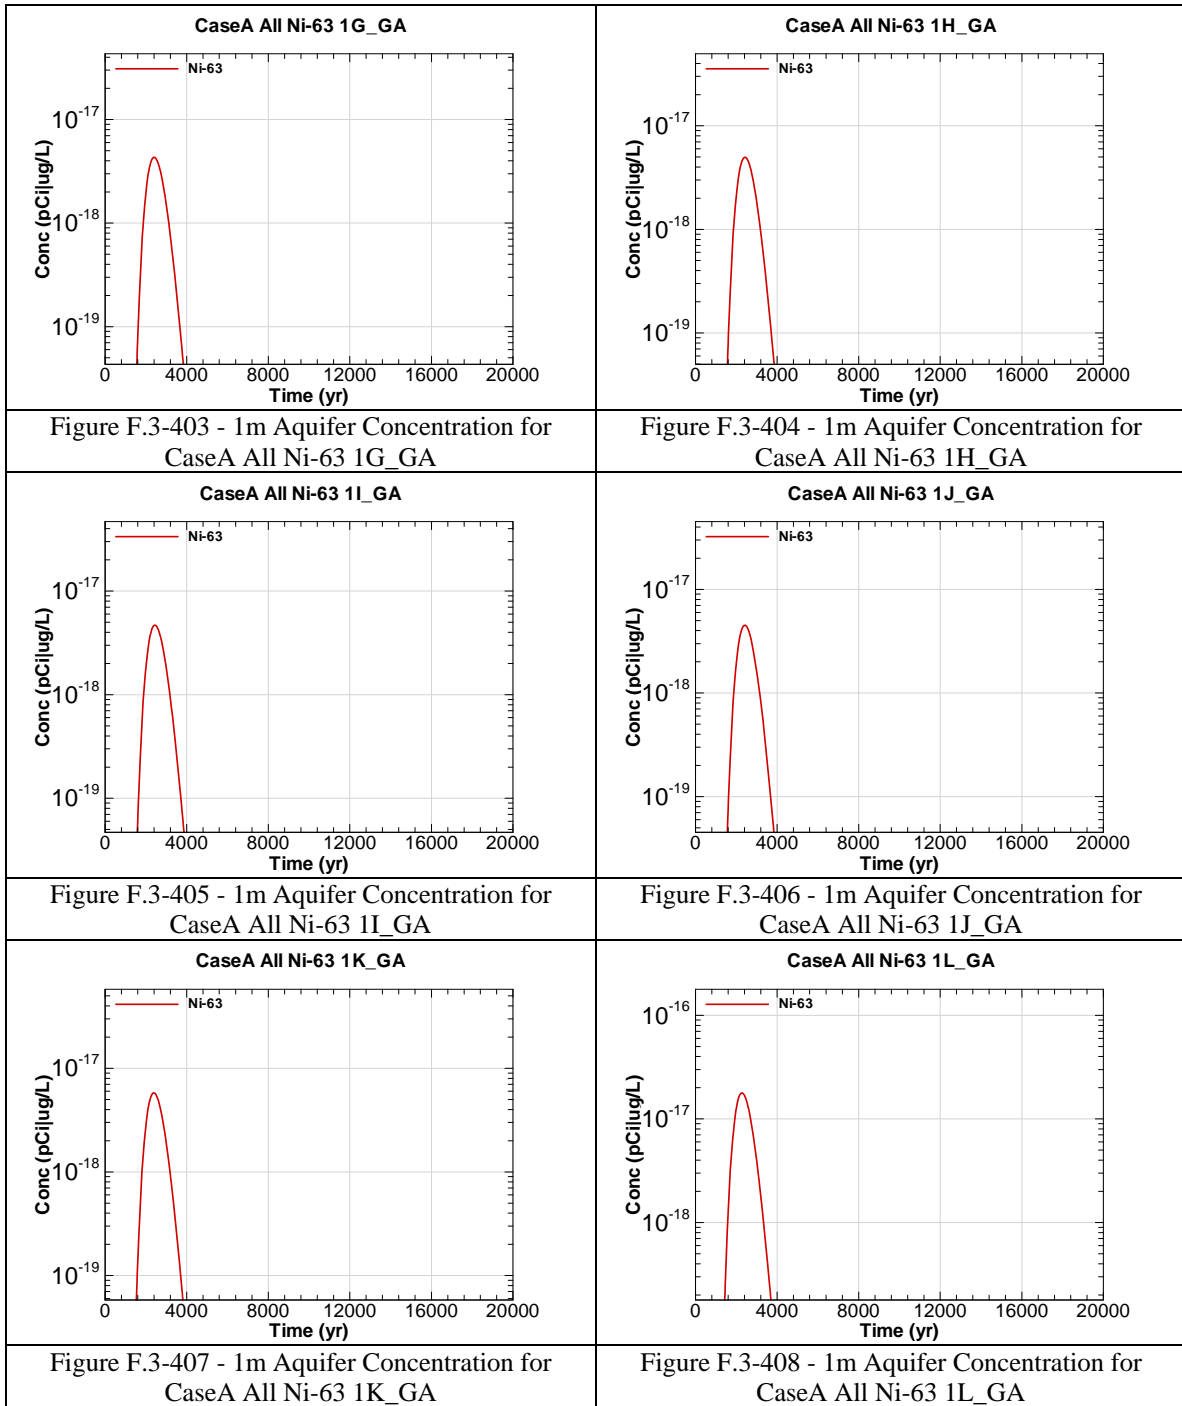 CaseA All Ni-63 1G_GA
Ni-63
Conc (pCi|ug/L)
10-17
10-18
10-19
0 4000 8000 12000 16000 20000
Time (yr)
Figure F.3-403 - 1m Aquifer Concentration for
CaseA All Ni-63 1G_GA
CaseA All Ni-63 1H_GA
Ni-63
Conc (pCi|ug/L)
10-17
10-18
10-19
0 4000 8000 12000 16000 20000
Time (yr)
Figure F.3-404 - 1m Aquifer Concentration for
CaseA All Ni-63 1H_GA
CaseA All Ni-63 1I_GA
Ni-63
Conc (pCi|ug/L)
10-17
10-18
10-19
0 4000 8000 12000 16000 20000
Time (yr)
Figure F.3-405 - 1m Aquifer Concentration for
CaseA All Ni-63 1I_GA
CaseA All Ni-63 1J_GA
Ni-63
Conc (pCi|ug/L)
10-17
10-18
10-19
0 4000 8000 12000 16000 20000
Time (yr)
Figure F.3-406 - 1m Aquifer Concentration for
CaseA All Ni-63 1J_GA
CaseA All Ni-63 1K_GA
Ni-63
Conc (pCi|ug/L)
10-17
10-18
10-19
0 4000 8000 12000 16000 20000
Time (yr)
Figure F.3-407 - 1m Aquifer Concentration for
CaseA All Ni-63 1K_GA
CaseA All Ni-63 1L_GA
Ni-63
Conc (pCi|ug/L)
10-16
10-17
10-18
0 4000 8000 12000 16000 20000
Time (yr)
Figure F.3-408 - 1m Aquifer Concentration for
CaseA All Ni-63 1L_GA